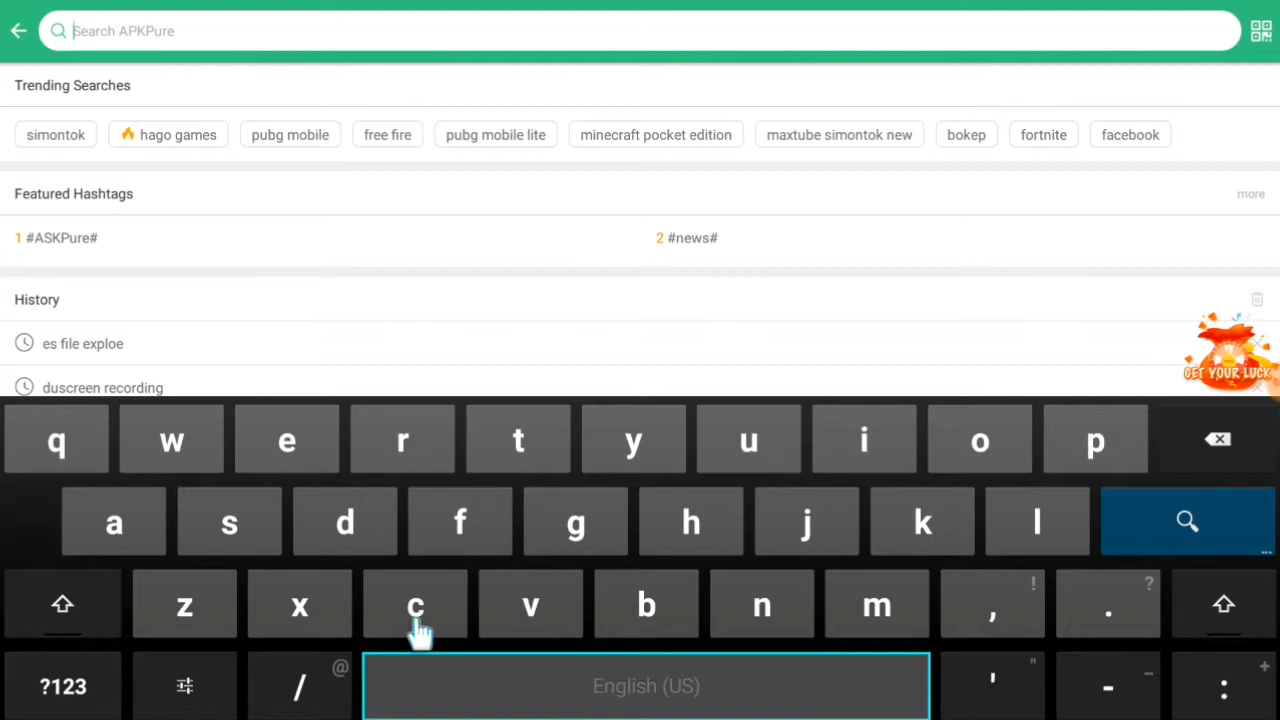 Search APKPure
Trending Searches
simontok hago games pubg mobile free fire pubg mobile lite minecraft pocket edition maxtube simontok new bokep fortnite facebook
Featured Hashtags more
1 #ASKPure# 2 #news#
History
es file exploe
GET YOUR LUCK
duscreen recording
q w e r t y u i o p
a s d f g h j k l
z x c v b n m , ! . ?
?123 / @ English (US) ' " - _ : +